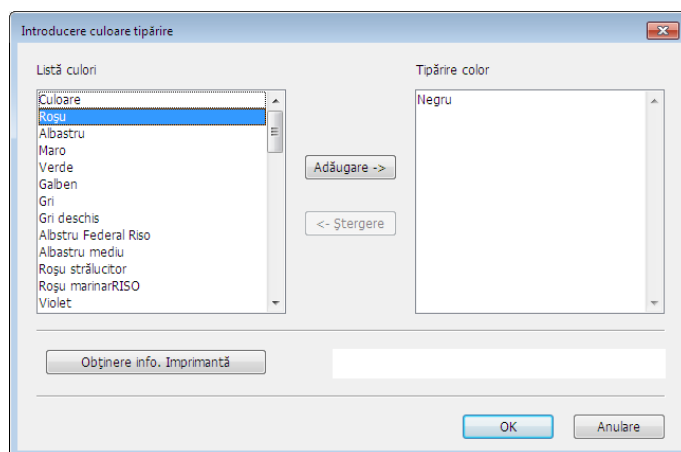 Introducere culoare tipărire
Listă culori
Tipărire color
Culoare
Roşu
Albastru
Maro
Verde
Galben
Gri
Gri deschis
Albstru Federal Riso
Albastru mediu
Roşu strălucitor
Roşu marinarRISO
Violet
Negru
Adăugare ->
<- Ştergere
Obţinere info. Imprimantă
OK
Anulare